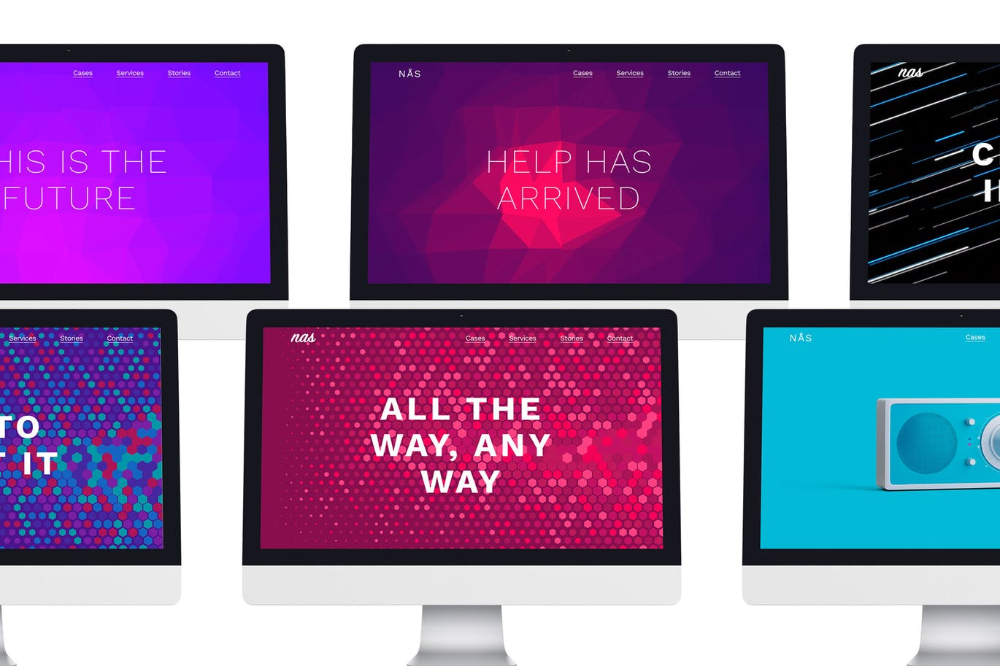 Cases Services Stories Contact
HIS IS THE
FUTURE
NÅS Cases Services Stories Contact
HELP HAS
ARRIVED
nas
C
Services Stories Contact
TO
IT
nas Cases Services Stories Contact
ALL THE
WAY, ANY
WAY
NÅS Cases